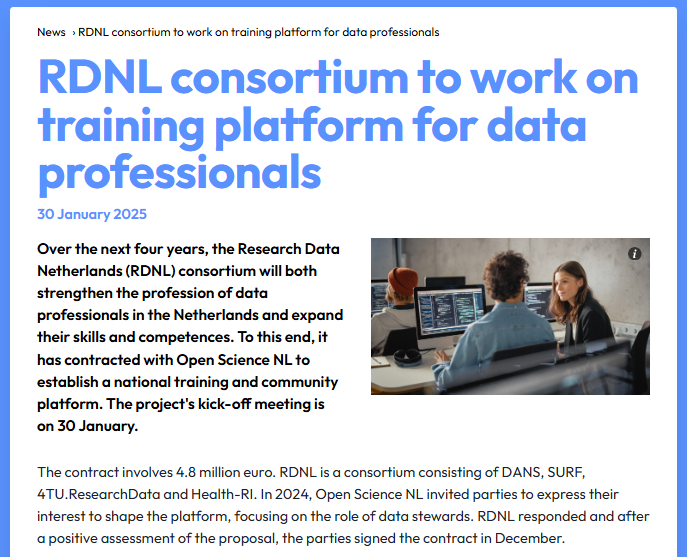 News › RDNL consortium to work on training platform for data professionals
RDNL consortium to work on
training platform for data
professionals
30 January 2025
Over the next four years, the Research Data
Netherlands (RDNL) consortium will both
strengthen the profession of data
professionals in the Netherlands and expand
their skills and competences. To this end, it
has contracted with Open Science NL to
establish a national training and community
platform. The project's kick-off meeting is
on 30 January.
i
The contract involves 4.8 million euro. RDNL is a consortium consisting of DANS, SURF,
4TU.ResearchData and Health-RI. In 2024, Open Science NL invited parties to express their
interest to shape the platform, focusing on the role of data stewards. RDNL responded and after
a positive assessment of the proposal, the parties signed the contract in December.